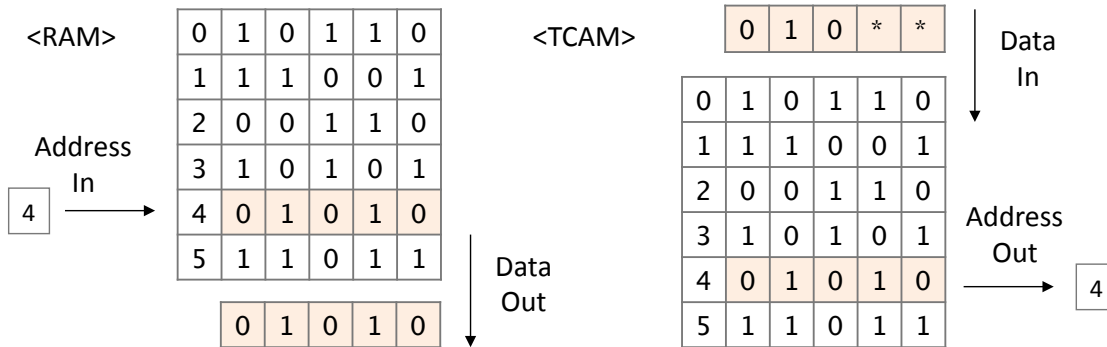 <RAM>
0 1 0 1 1 0
1 1 1 0 0 1
2 0 0 1 1 0
3 1 0 1 0 1
4 0 1 0 1 0
5 1 1 0 1 1
Address
In
4
Data
Out
0 1 0 1 0
<TCAM>
0 1 0 * *
Data
In
0 1 0 1 1 0
1 1 1 0 0 1
2 0 0 1 1 0
3 1 0 1 0 1
4 0 1 0 1 0
5 1 1 0 1 1
Address
Out
4